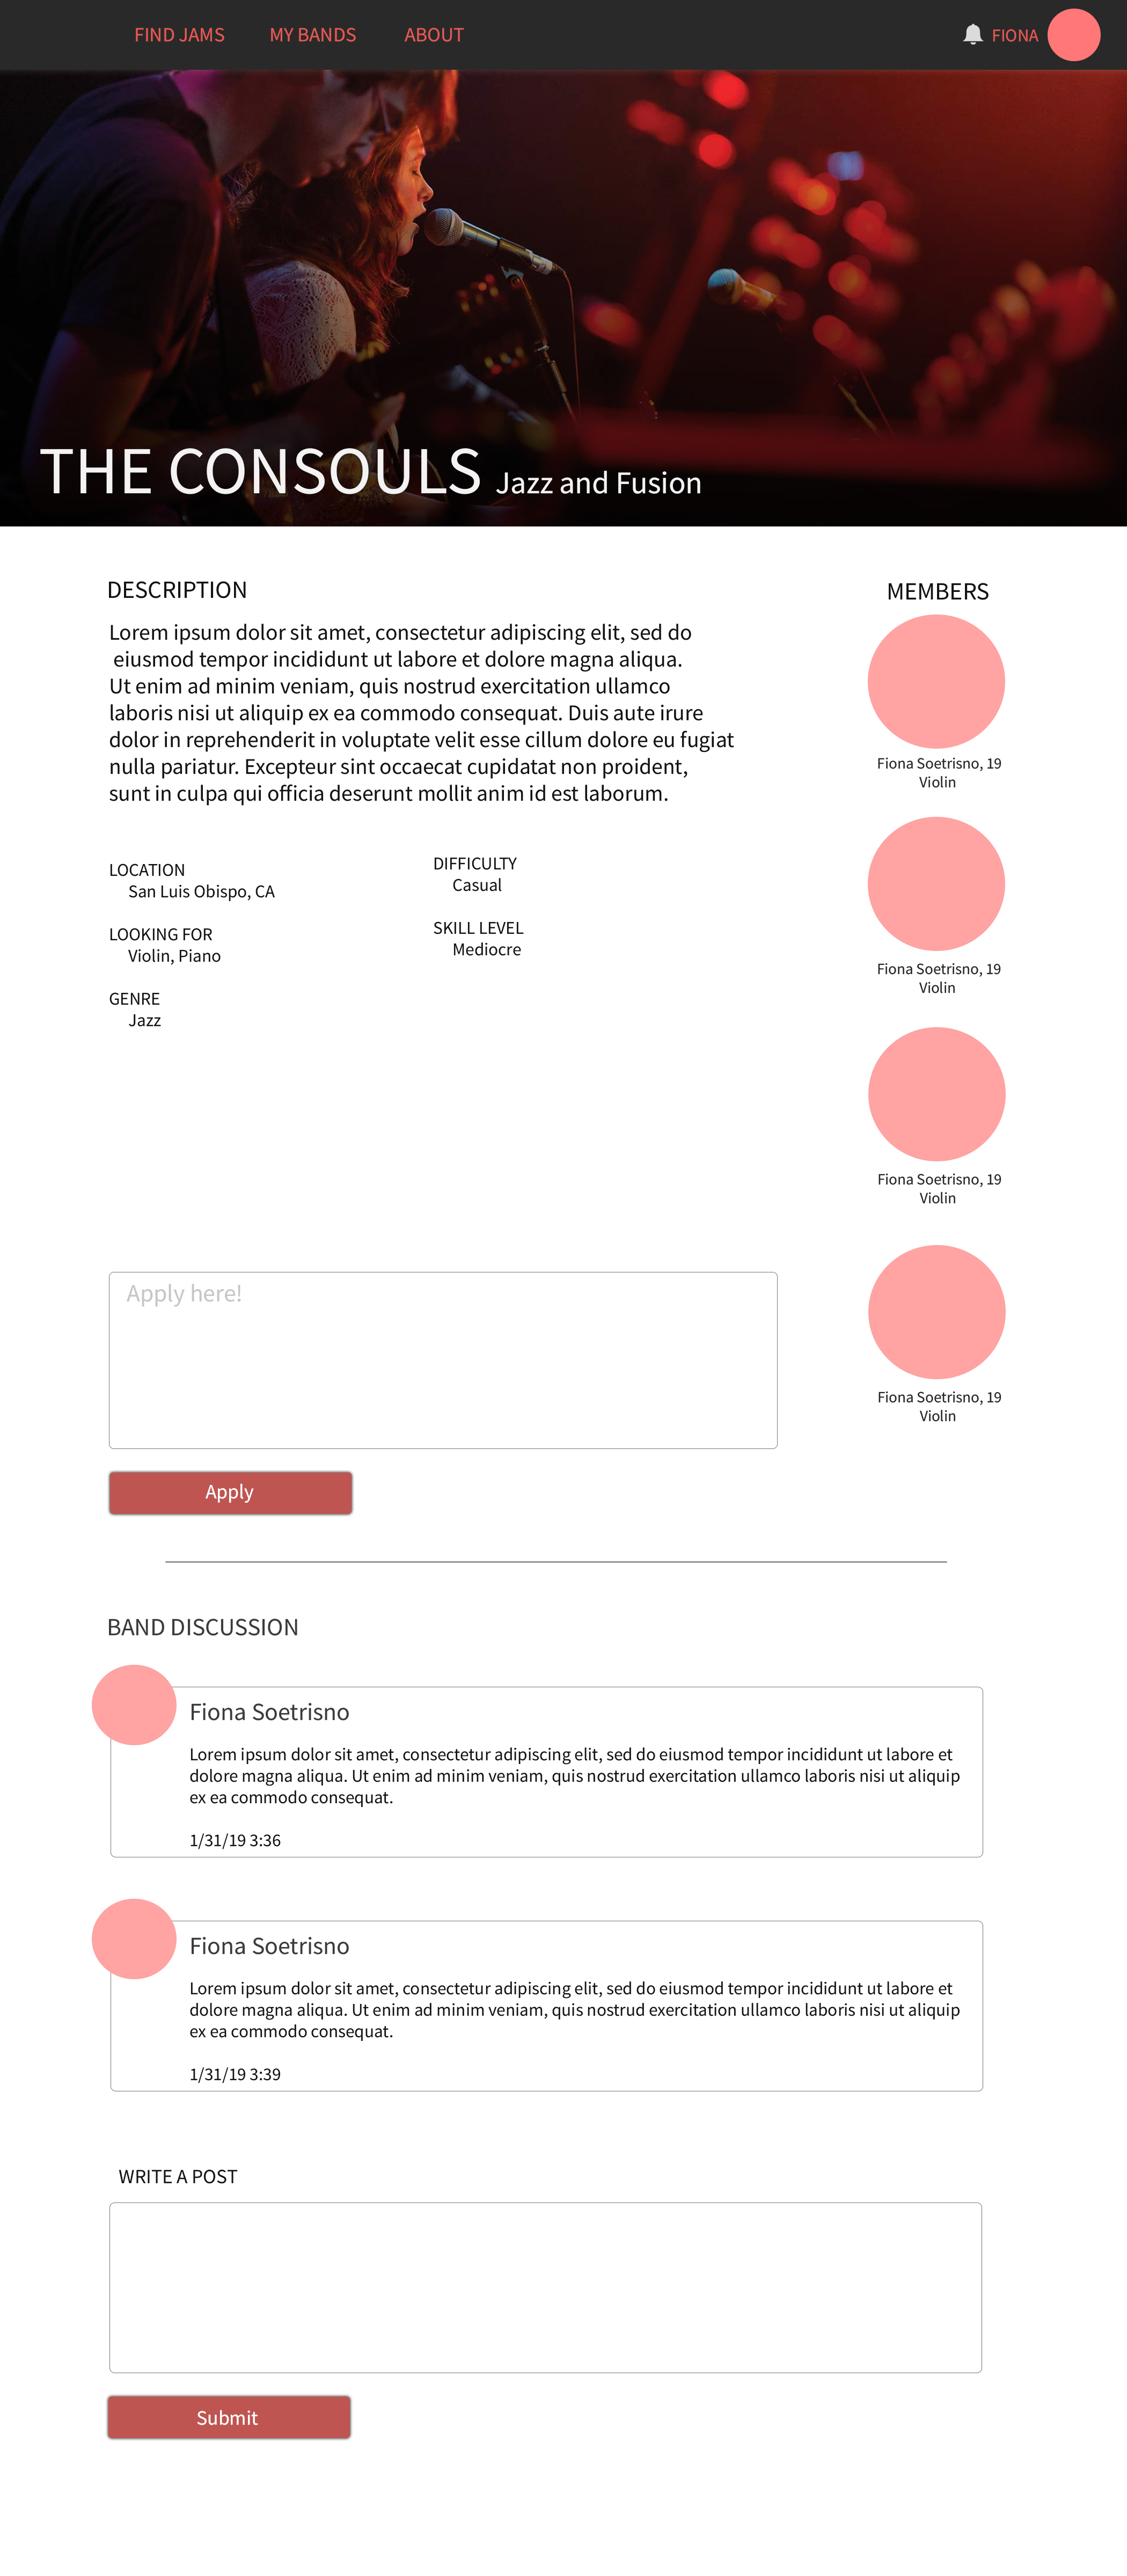 FIND JAMS MY BANDS ABOUT FIONA
THE CONSOULS Jazz and Fusion
DESCRIPTION
Lorem ipsum dolor sit amet, consectetur adipiscing elit, sed do
eiusmod tempor incididunt ut labore et dolore magna aliqua.
Ut enim ad minim veniam, quis nostrud exercitation ullamco
laboris nisi ut aliquip ex ea commodo consequat. Duis aute irure
dolor in reprehenderit in voluptate velit esse cillum dolore eu fugiat
nulla pariatur. Excepteur sint occaecat cupidatat non proident,
sunt in culpa qui officia deserunt mollit anim id est laborum.
LOCATION
San Luis Obispo, CA
LOOKING FOR
Violin, Piano
GENRE
Jazz
DIFFICULTY
Casual
SKILL LEVEL
Mediocre
MEMBERS
Fiona Soetrisno, 19
Violin
Fiona Soetrisno, 19
Violin
Fiona Soetrisno, 19
Violin
Fiona Soetrisno, 19
Violin
Apply here!
Apply
BAND DISCUSSION
Fiona Soetrisno
Lorem ipsum dolor sit amet, consectetur adipiscing elit, sed do eiusmod tempor incididunt ut labore et
dolore magna aliqua. Ut enim ad minim veniam, quis nostrud exercitation ullamco laboris nisi ut aliquip
ex ea commodo consequat.
1/31/19 3:36
Fiona Soetrisno
Lorem ipsum dolor sit amet, consectetur adipiscing elit, sed do eiusmod tempor incididunt ut labore et
dolore magna aliqua. Ut enim ad minim veniam, quis nostrud exercitation ullamco laboris nisi ut aliquip
ex ea commodo consequat.
1/31/19 3:39
WRITE A POST
Submit